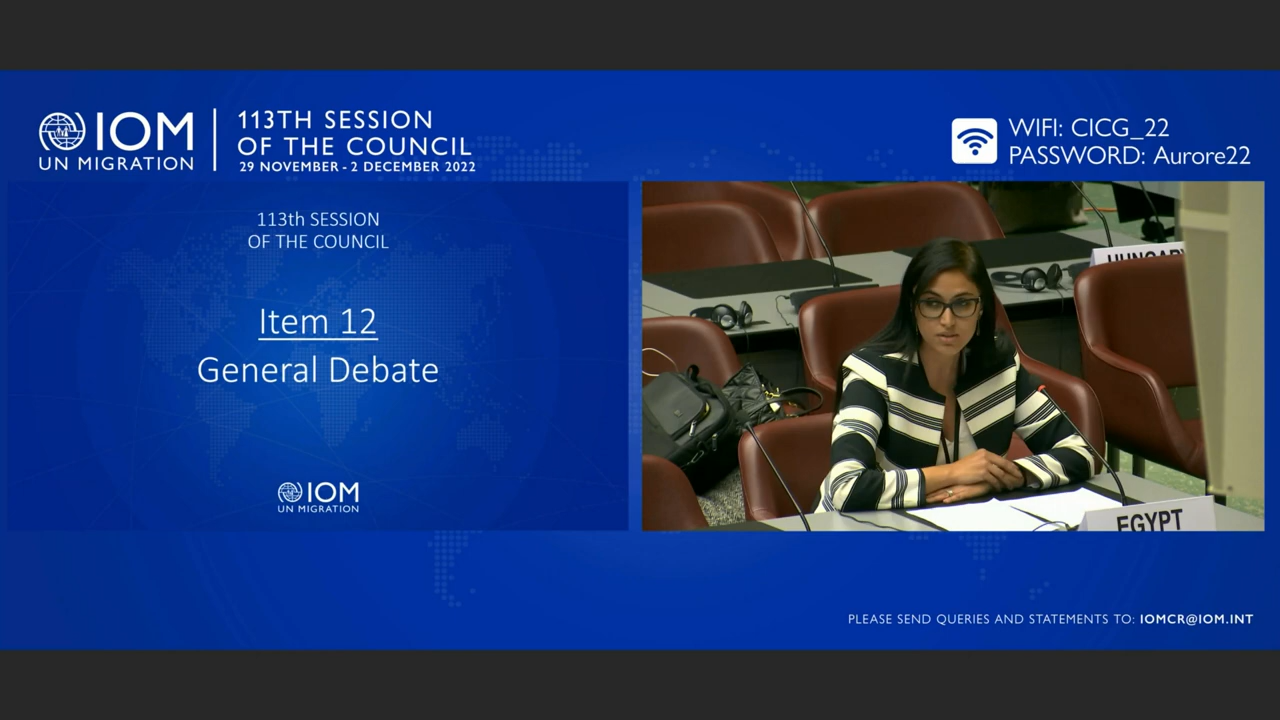 IOM
UN MIGRATION
113TH SESSION
OF THE COUNCIL
29 NOVEMBER - 2 DECEMBER 2022
WIFI: CICG_22
PASSWORD: Aurore22
113th SESSION
OF THE COUNCIL
Item 12
General Debate
IOM
UN MIGRATION
HUNGARY
EGYPT
PLEASE SEND QUERIES AND STATEMENTS TO: IOMCR@IOM.INT